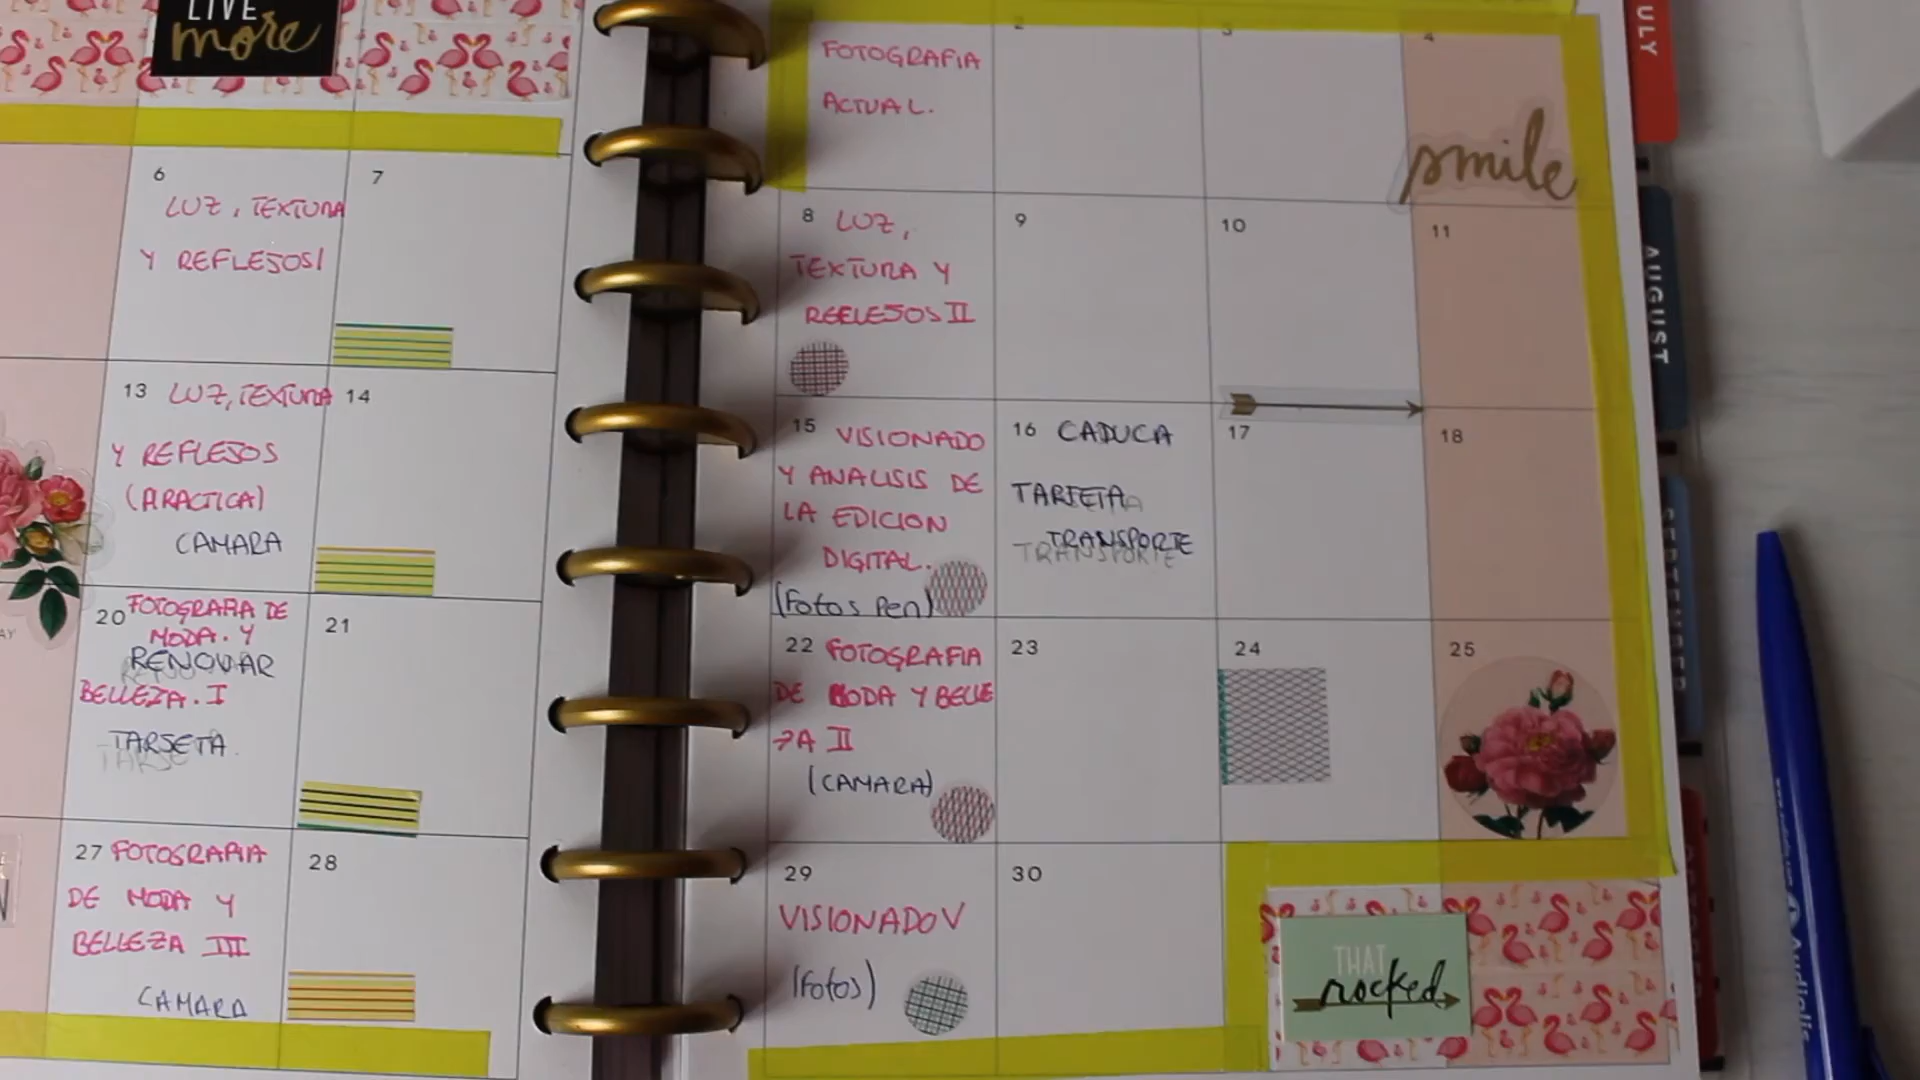 LIVE
more
6
LUZ, TEXTURA
Y REFLEJOS I
7
13 LUZ, TEXTURA
Y REFLEJOS
(PRACTICA)
CAMARA
14
20 FOTOGRAFIA DE
MODA. Y
RENOVAR
BELLEZA. I
TARJETA.
21
27 FOTOGRAFIA
DE MODA Y
BELLEZA III
CAMARA
28
FOTOGRAFIA
ACTUAL.
2
3
4
smile
8 LUZ,
TEXTURA Y
REFLEJOS II
9
10
11
15 VISIONADO
Y ANALISIS DE
LA EDICION
DIGITAL.
(Fotos Pen)
16 CADUCA
TARJETA
TRANSPORTE
17
18
22 FOTOGRAFIA
DE MODA Y BELLE
ZA II
(CAMARA)
23
24
25
29
VISIONADO V
(Fotos)
30
THAT
rocked
ULY
AUGUST
SEPTEMBER